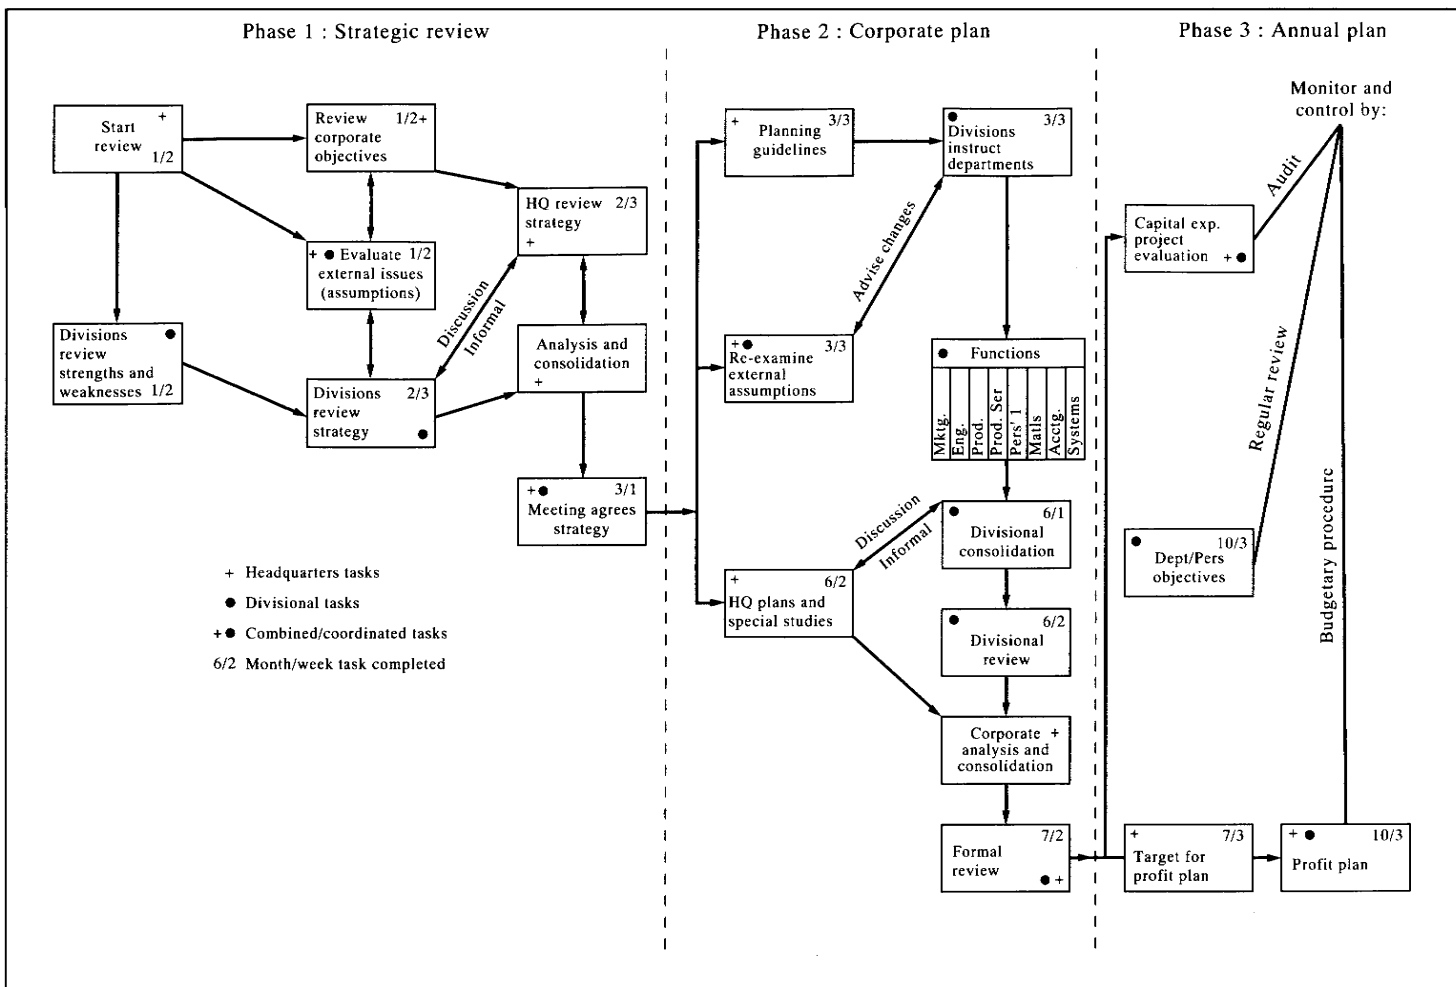 Phase 1 : Strategic review
Phase 2 : Corporate plan
Phase 3 : Annual plan
+
Start
review
1/2
Review 1/2+
corporate
objectives
HQ review 2/3
strategy
+
+ ● Evaluate 1/2
external issues
(assumptions)
Divisions ●
review
strengths and
weaknesses 1/2
Discussion
Informal
Divisions 2/3
review
strategy ●
Analysis and
consolidation
+
+ ● 3/1
Meeting agrees
strategy
+ Headquarters tasks
● Divisional tasks
+ ● Combined/coordinated tasks
6/2 Month/week task completed
+ 3/3
Planning
guidelines
● 3/3
Divisions
instruct
departments
Advise changes
+ ● 3/3
Re-examine
external
assumptions
● Functions
Mktg.
Eng.
Prod.
Prod. Ser
Pers' 1
Matls
Acctg.
Systems
Discussion
Informal
● 6/1
Divisional
consolidation
+ 6/2
HQ plans and
special studies
● 6/2
Divisional
review
Corporate +
analysis and
consolidation
7/2
Formal
review
● +
Monitor and
control by:
Audit
Capital exp.
project
evaluation + ●
Regular review
● 10/3
Dept/Pers
objectives
Budgetary procedure
+ 7/3
Target for
profit plan
+ ● 10/3
Profit plan